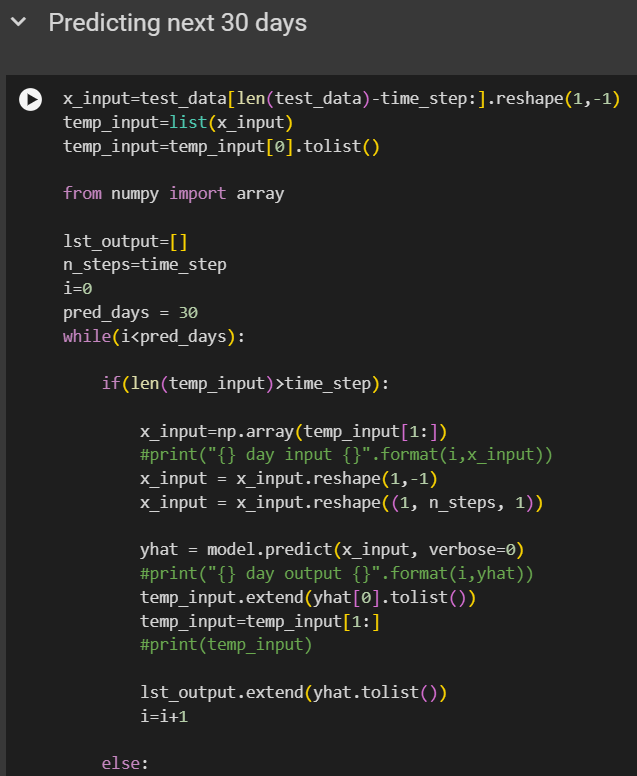 Predicting next 30 days
x_input=test_data[len(test_data)-time_step:].reshape(1,-1)
temp_input=list(x_input)
temp_input=temp_input[0].tolist()
from numpy import array
lst_output=[]
n_steps=time_step
i=0
pred_days = 30
while(i<pred_days):
if(len(temp_input)>time_step):
x_input=np.array(temp_input[1:])
#print("{} day input {}".format(i,x_input))
x_input = x_input.reshape(1,-1)
x_input = x_input.reshape((1, n_steps, 1))
yhat = model.predict(x_input, verbose=0)
#print("{} day output {}".format(i,yhat))
temp_input.extend(yhat[0].tolist())
temp_input=temp_input[1:]
#print(temp_input)
lst_output.extend(yhat.tolist())
i=i+1
else: